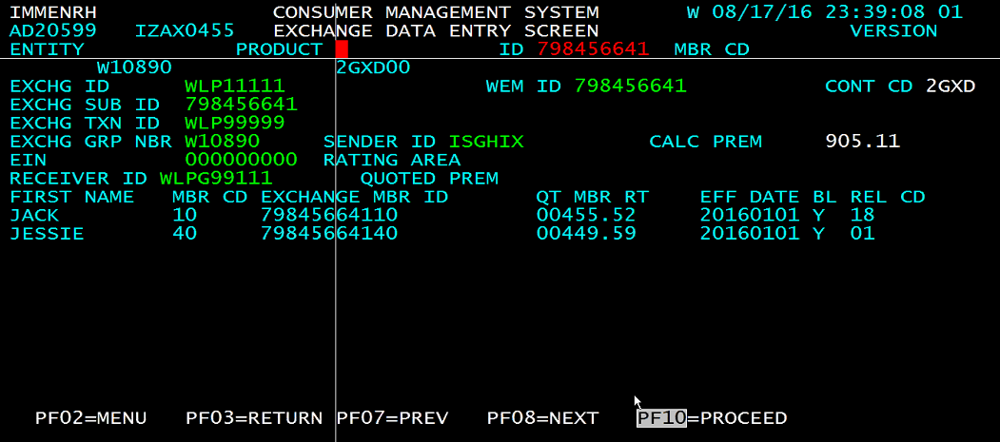 IMMENRH CONSUMER MANAGEMENT SYSTEM W 08/17/16 23:39:08 01
AD20599 IZAX0455 EXCHANGE DATA ENTRY SCREEN VERSION
ENTITY PRODUCT ID 798456641 MBR CD
W10890 2GXD00
EXCHG ID WLP11111 WEM ID 798456641 CONT CD 2GXD
EXCHG SUB ID 798456641
EXCHG TXN ID WLP99999
EXCHG GRP NBR W10890 SENDER ID ISGHIX CALC PREM 905.11
EIN 000000000 RATING AREA
RECEIVER ID WLPG99111 QUOTED PREM
FIRST NAME MBR CD EXCHANGE MBR ID QT MBR RT EFF DATE BL REL CD
JACK 10 79845664110 00455.52 20160101 Y 18
JESSIE 40 79845664140 00449.59 20160101 Y 01
PF02=MENU PF03=RETURN PF07=PREV PF08=NEXT PF10=PROCEED